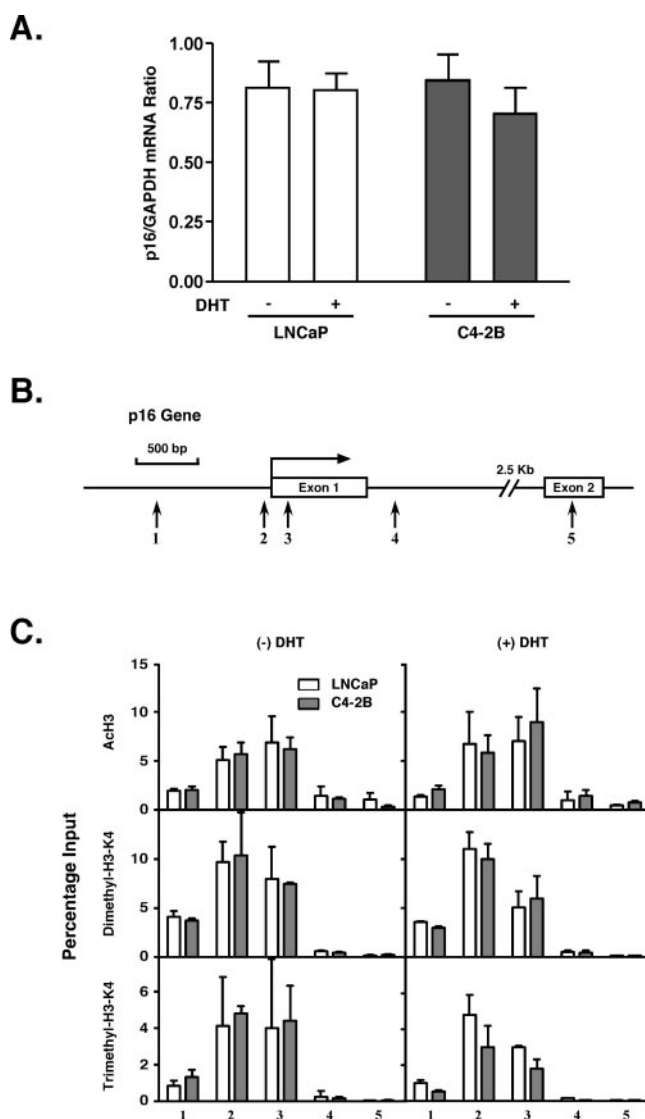 A.
1.00
0.75
0.50
0.25
0.00
p16/GAPDH mRNA Ratio
DHT - + - +
LNCaP C4-2B
B.
p16 Gene
500 bp
2.5 Kb
Exon 1 Exon 2
1 2 3 4 5
C.
(-) DHT (+) DHT
LNCaP
C4-2B
15
10
5
0
AcH3
10
5
0
Dimethyl-H3-K4
6
4
2
0
Trimethyl-H3-K4
Percentage Input
1 2 3 4 5 1 2 3 4 5